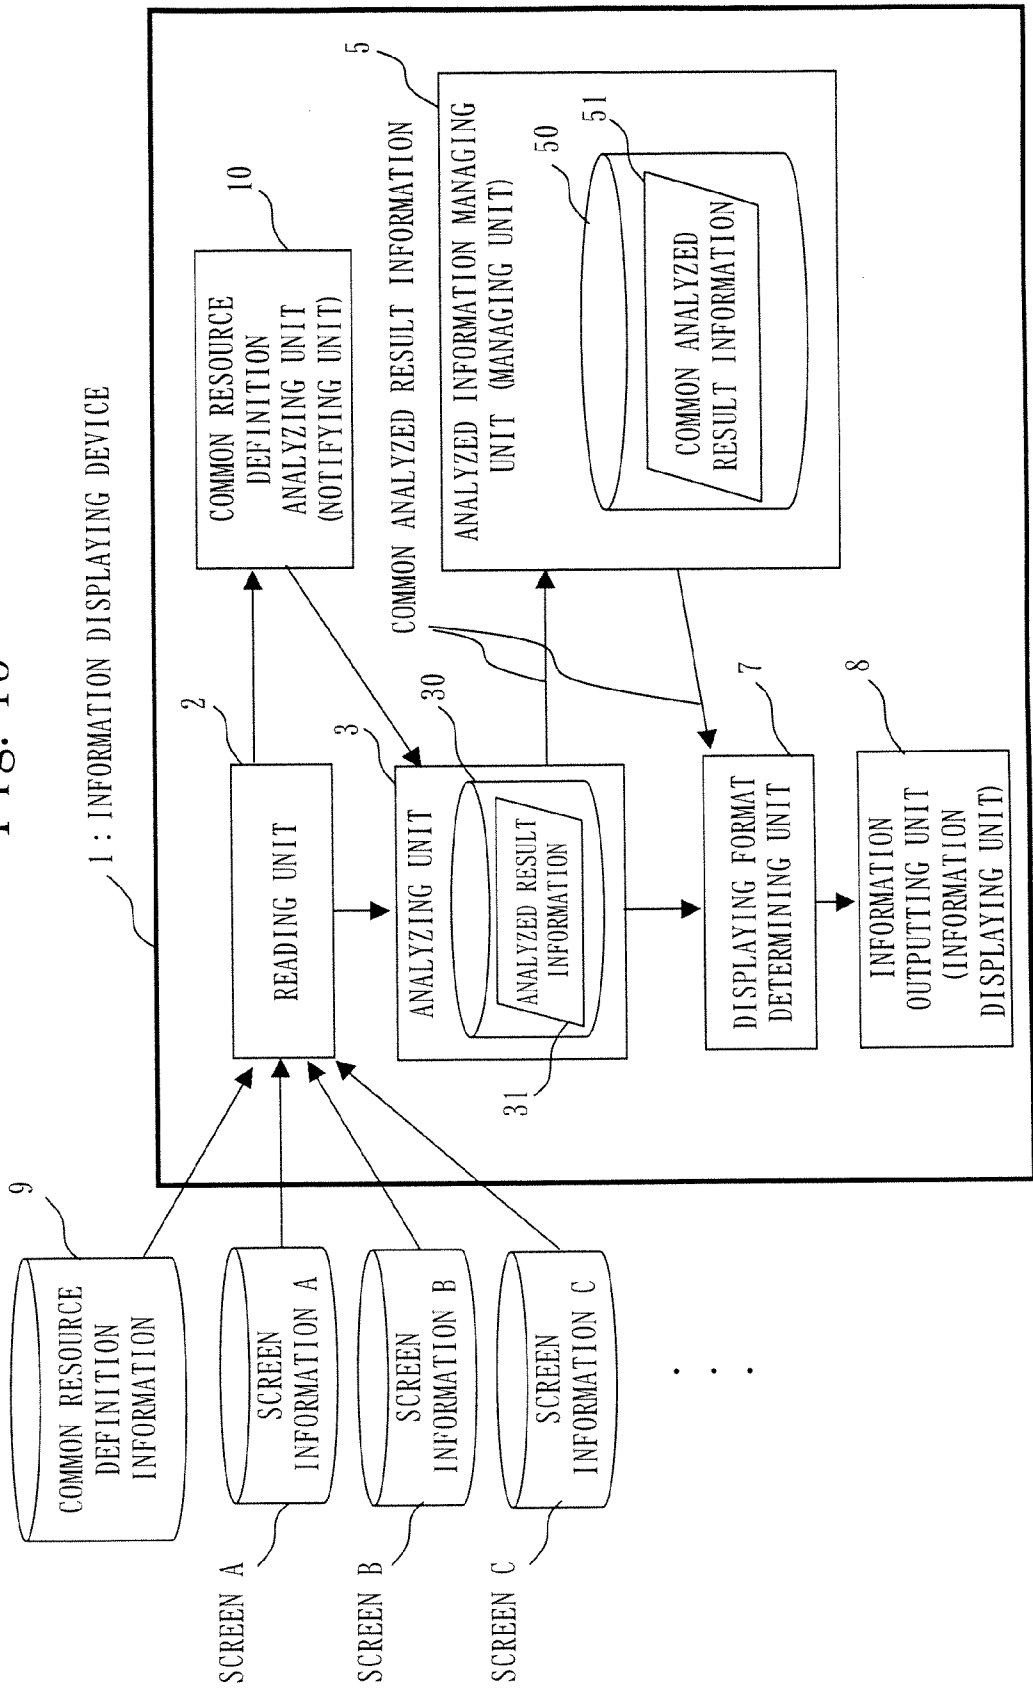 Fig.
1 : INFORMATION DISPLAYING DEVICE
9
COMMON RESOURCE
DEFINITION
INFORMATION
SCREEN A
SCREEN
INFORMATION A
SCREEN B
SCREEN
INFORMATION B
SCREEN C
SCREEN
INFORMATION C
. . .
2
READING UNIT
10
COMMON RESOURCE
DEFINITION
ANALYZING UNIT
(NOTIFYING UNIT)
3
ANALYZING UNIT
30
ANALYZED RESULT
INFORMATION
31
COMMON ANALYZED RESULT INFORMATION
5
ANALYZED INFORMATION MANAGING
UNIT (MANAGING UNIT)
50
51
COMMON ANALYZED
RESULT INFORMATION
7
DISPLAYING FORMAT
DETERMINING UNIT
8
INFORMATION
OUTPUTING UNIT
(INFORMATION
DISPLAYING UNIT)